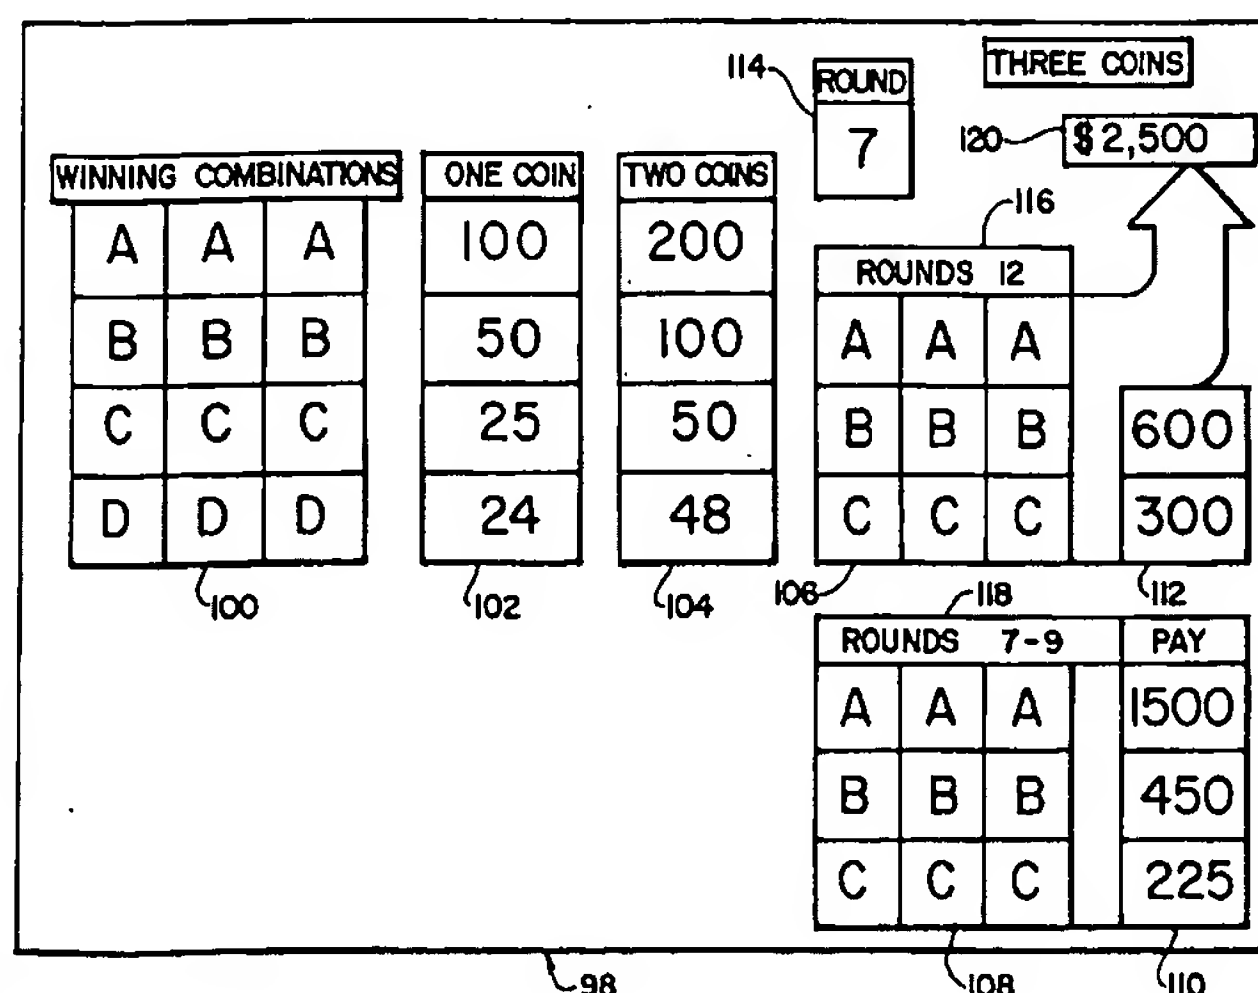 114
ROUND
7
THREE COINS
120
$2,500
WINNING COMBINATIONS
A A A
B B B
C C C
D D D
100
ONE COIN
100
50
25
24
102
TWO COINS
200
100
50
48
104
116
ROUNDS 12
A A A
B B B 600
C C C 300
106
112
118
ROUNDS 7-9 PAY
A A A 1500
B B B 450
C C C 225
98
108
110